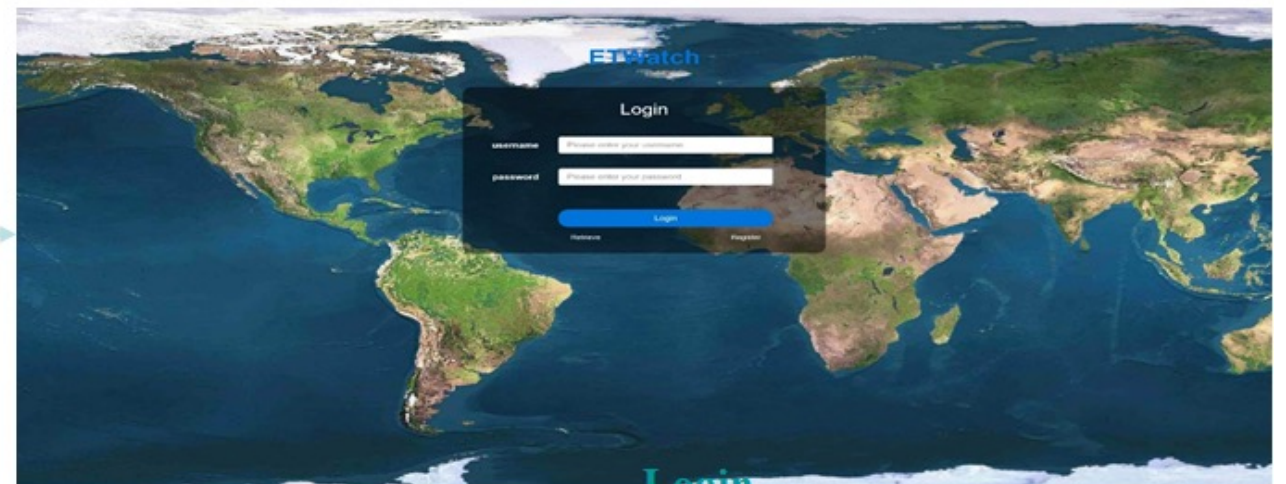 ETWatch
Login
username Please enter your username
password Please enter your password
Login
Retrieve Register
Login